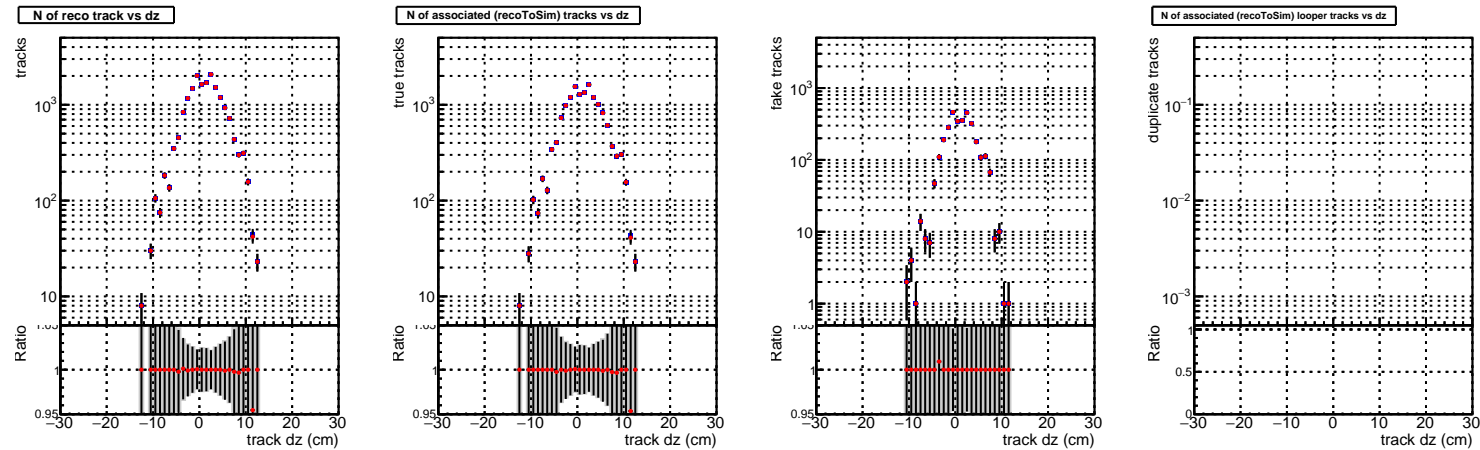 N of reco track vs dz
tracks
10³
10²
10
Ratio
1.05
1
0.95
−30 −20 −10 0 10 20 30
track dz (cm)
N of associated (recoToSim) tracks vs dz
true tracks
10³
10²
10
Ratio
1.05
1
0.95
−30 −20 −10 0 10 20 30
track dz (cm)
fake tracks
10³
10²
10
1
Ratio
1.05
1
0.95
−30 −20 −10 0 10 20 30
track dz (cm)
N of associated (recoToSim) looper tracks vs dz
duplicate tracks
10⁻¹
10⁻²
10⁻³
Ratio
1
0.5
0
−30 −20 −10 0 10 20 30
track dz (cm)